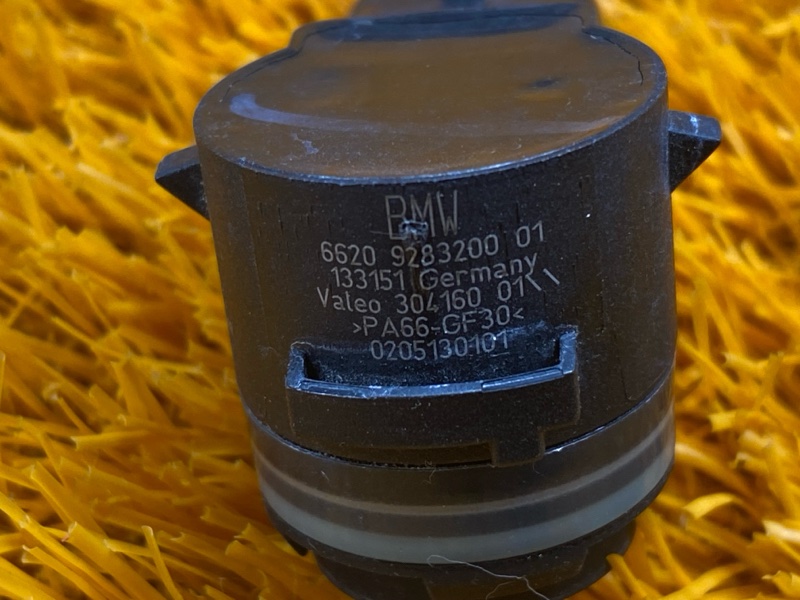 BMW
6620 9283200 01
133151 Germany
Valeo 304160 01\\
>PA66-GF30<
0205130101